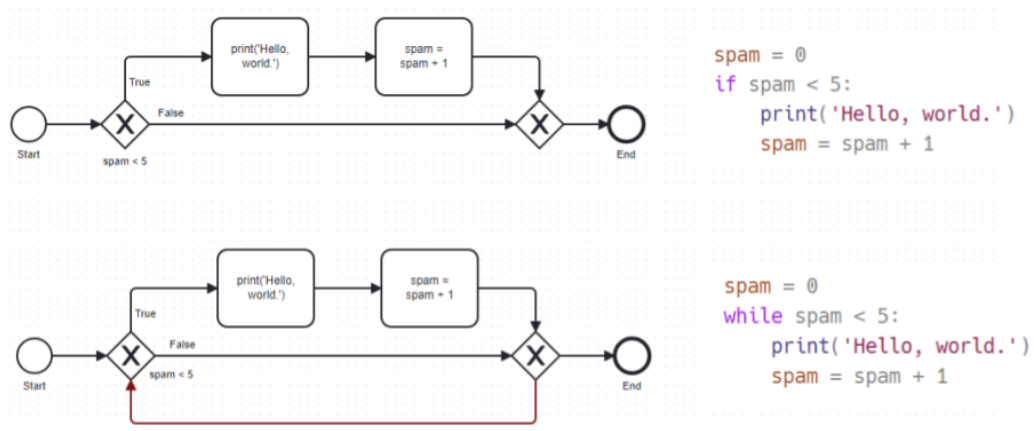 print('Hello,
world.')
spam =
spam + 1
True
False
Start
spam < 5
End
spam = 0
if spam < 5:
print('Hello, world.')
spam = spam + 1
print('Hello,
world.')
spam =
spam + 1
True
False
Start
spam < 5
End
spam = 0
while spam < 5:
print('Hello, world.')
spam = spam + 1